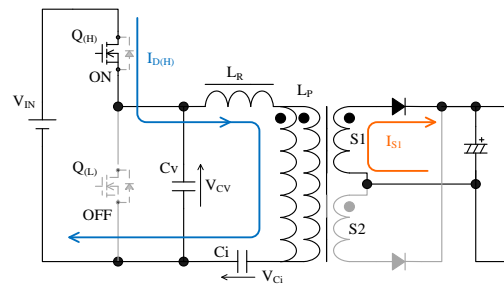 Q(H)
ID(H)
ON
LR
LP
VIN
S1
IS1
Q(L)
Cv
VCV
OFF
S2
Ci
VCi
+